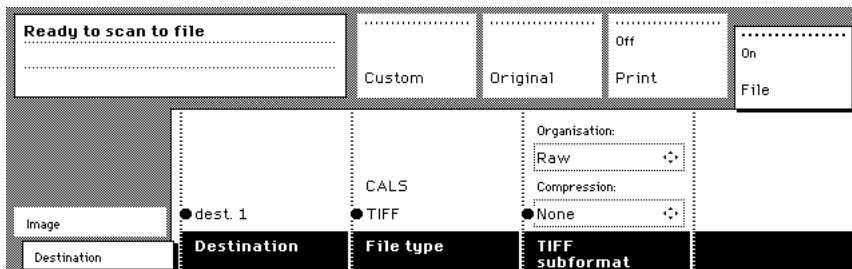 Ready to scan to file
Custom
Original
Off
Print
On
File
Organisation:
Raw
CALS
Compression:
Image
dest. 1
TIFF
None
Destination
Destination
File type
TIFF
subformat